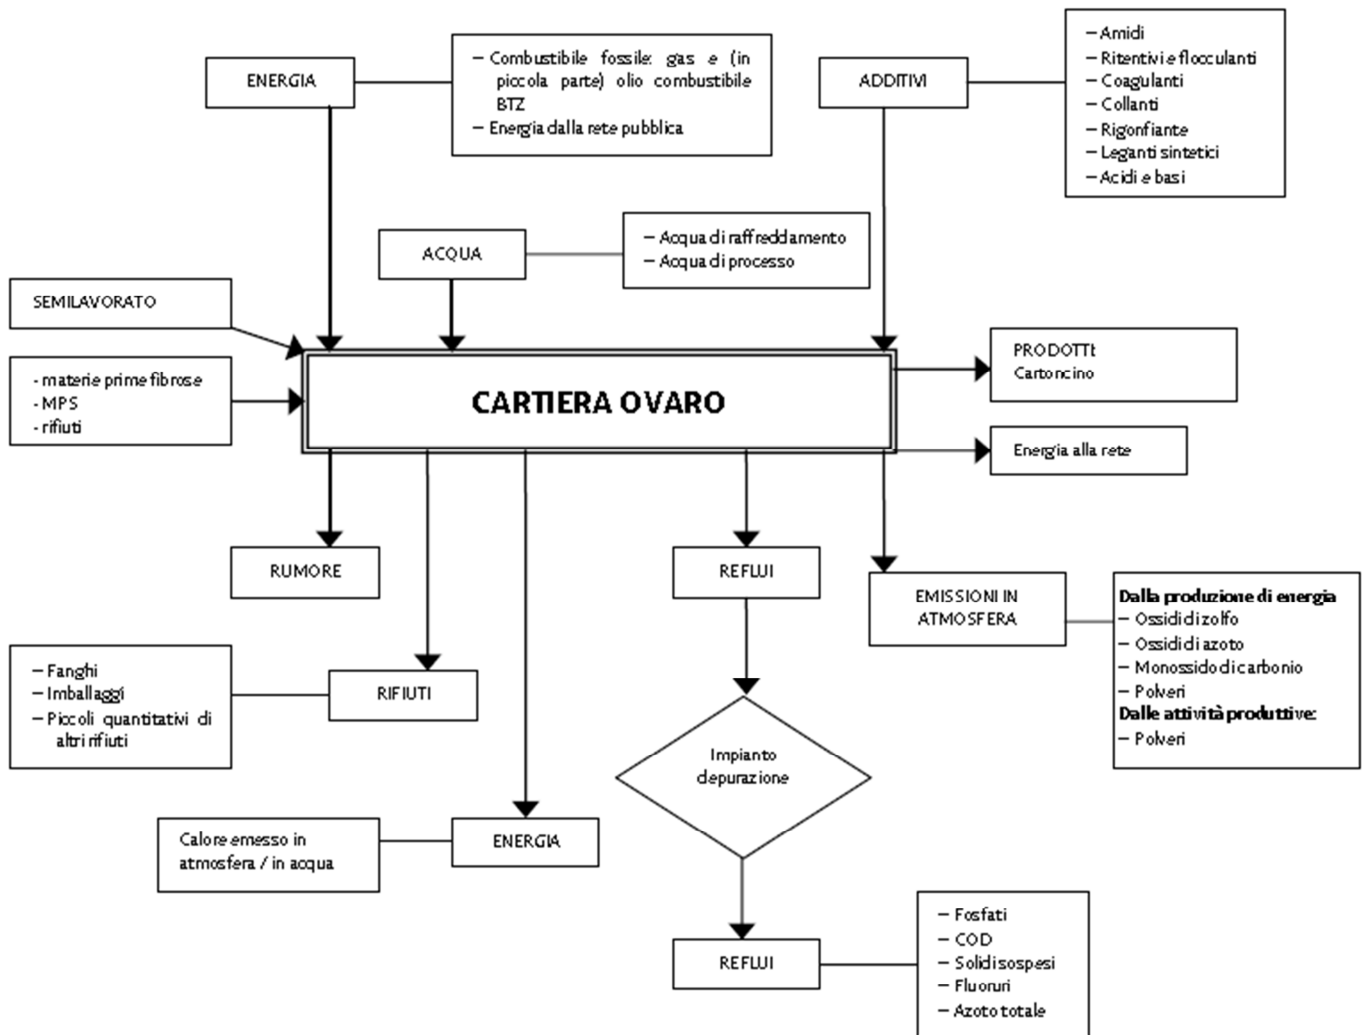 ENERGIA
– Combustibile fossile: gas e (in
piccola parte) olio combustibile
BTZ
– Energia dalla rete pubblica
ADDITIVI
– Amidi
– Ritentivi e flocculanti
– Coagulanti
– Collanti
– Rigonfiante
– Leganti sintetici
– Acidi e basi
ACQUA
– Acqua di raffreddamento
– Acqua di processo
SEMILAVORATO
- materie prime fibrose
- MPS
- rifiuti
CARTIERA OVARO
PRODOTTI:
Cartoncino
Energia alla rete
RUMORE
REFLUI
EMISSIONI IN
ATMOSFERA
Dalla produzione di energia
– Ossidi di zolfo
– Ossidi di azoto
– Monossido di carbonio
– Polveri
Dalle attività produttive:
– Polveri
– Fanghi
– Imballaggi
– Piccoli quantitativi di
altri rifiuti
RIFIUTI
Impianto
depurazione
Calore emesso in
atmosfera / in acqua
ENERGIA
REFLUI
– Fosfati
– COD
– Solidi sospesi
– Fluoruri
– Azoto totale